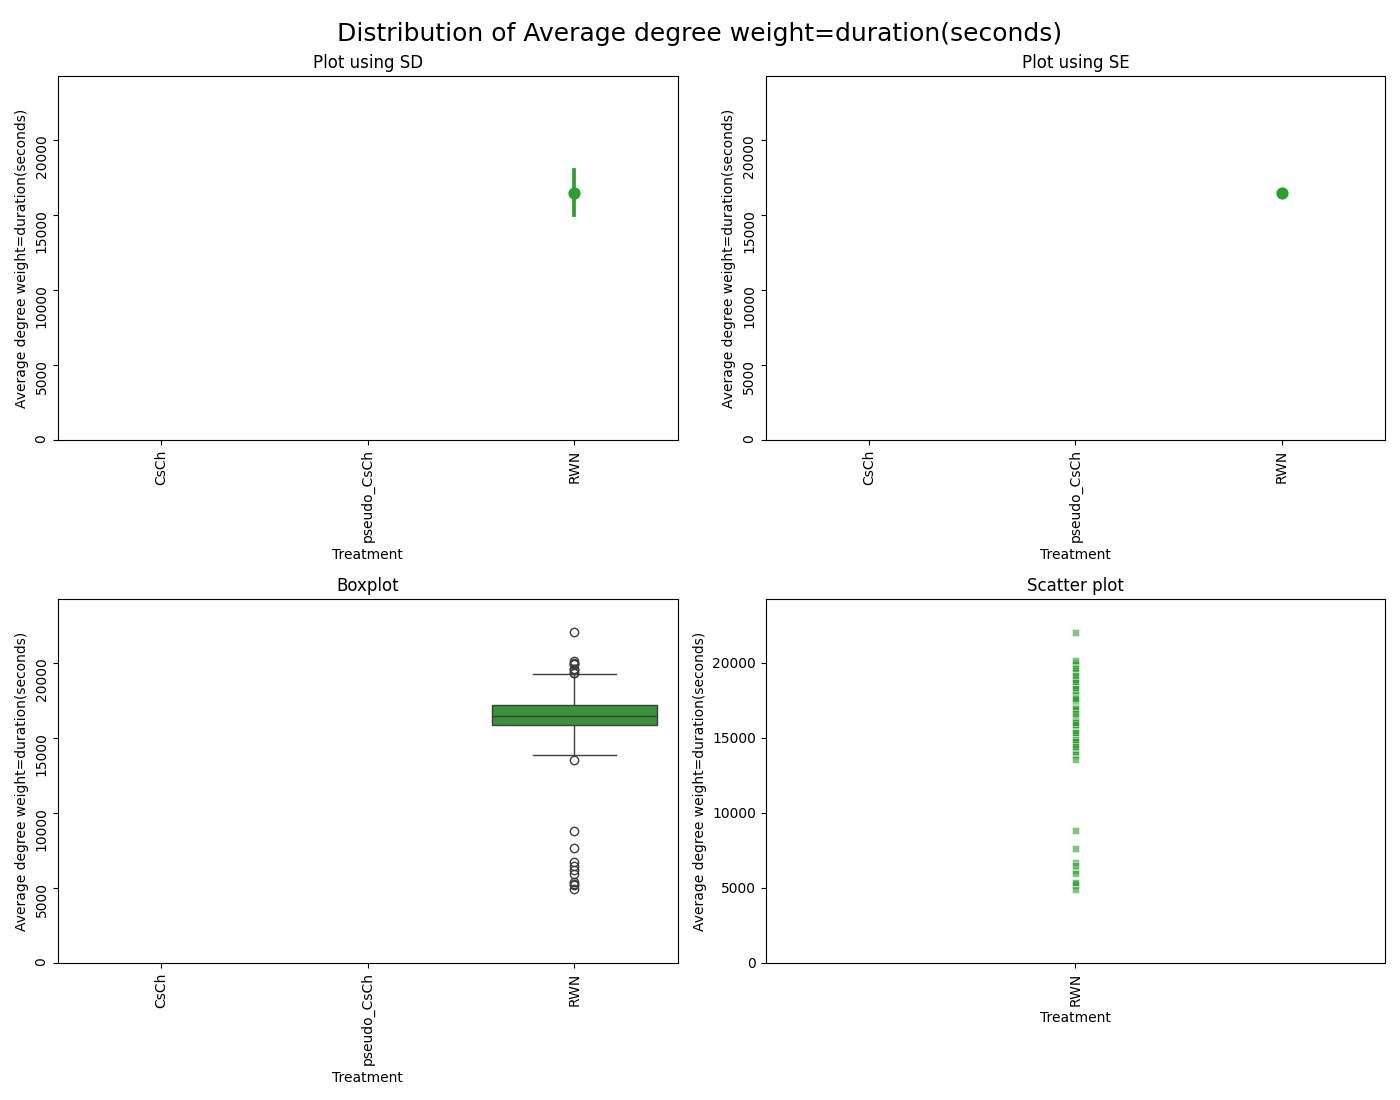 Distribution of Average degree weight=duration(seconds)
Plot using SD
Average degree weight=duration(seconds)
20000
15000
10000
5000
0
CsCh
pseudo_CsCh
RWN
Treatment
Plot using SE
Average degree weight=duration(seconds)
20000
15000
10000
5000
0
CsCh
pseudo_CsCh
RWN
Treatment
Boxplot
Average degree weight=duration(seconds)
20000
15000
10000
5000
0
CsCh
pseudo_CsCh
RWN
Treatment
Scatter plot
Average degree weight=duration(seconds)
20000
15000
10000
5000
0
RWN
Treatment